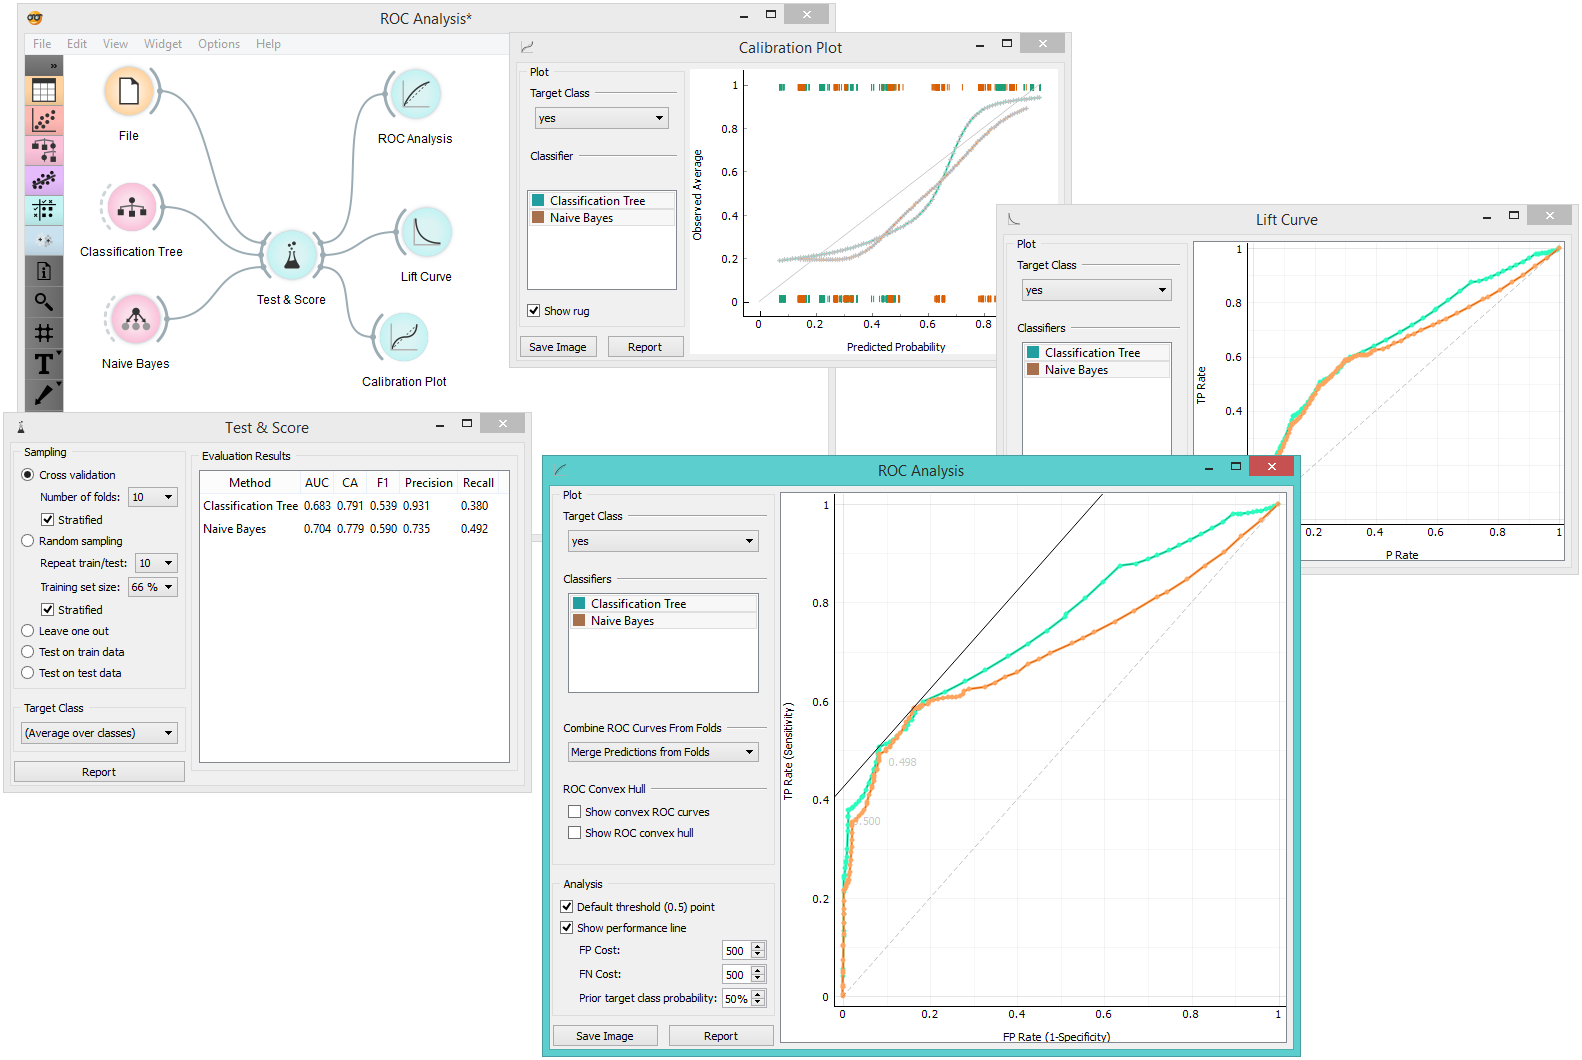 ROC Analysis*
File Edit View Widget Options Help
»
File
Classification Tree
Naive Bayes
Test & Score
ROC Analysis
Lift Curve
Calibration Plot
Calibration Plot
Plot
Target Class
yes
Classifier
Classification Tree
Naive Bayes
Show rug
Save Image Report
Observed Average
1
0.8
0.6
0.4
0.2
0
0 0.2 0.4 0.6 0.8
Predicted Probability
Lift Curve
Plot
Target Class
yes
Classifiers
Classification Tree
Naive Bayes
TP Rate
1
0.8
0.6
0.4
0.2 0.4 0.6 0.8 1
P Rate
Test & Score
Sampling
Cross validation
Number of folds: 10
Stratified
Random sampling
Repeat train/test: 10
Training set size: 66 %
Stratified
Leave one out
Test on train data
Test on test data
Target Class
(Average over classes)
Report
Evaluation Results
Method AUC CA F1 Precision Recall
Classification Tree 0.683 0.791 0.539 0.931 0.380
Naive Bayes 0.704 0.779 0.590 0.735 0.492
ROC Analysis
Plot
Target Class
yes
Classifiers
Classification Tree
Naive Bayes
Combine ROC Curves From Folds
Merge Predictions from Folds
ROC Convex Hull
Show convex ROC curves
Show ROC convex hull
Analysis
Default threshold (0.5) point
Show performance line
FP Cost: 500
FN Cost: 500
Prior target class probability: 50%
Save Image Report
TP Rate (Sensitivity)
1
0.8
0.6
0.4
0.2
0
0.498
0.500
0 0.2 0.4 0.6 0.8 1
FP Rate (1-Specificity)